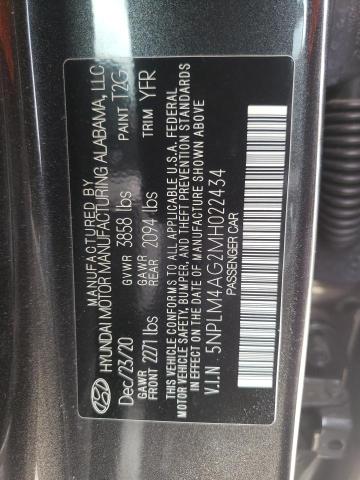 MANUFACTURED BY
HYUNDAI MOTOR MANUFACTURING ALABAMA, LLC
Dec/23/20 GVWR 3858 lbs PAINT T2G
GAWR FRONT 2271 lbs GAWR REAR 2094 lbs TRIM YFR
THIS VEHICLE CONFORMS TO ALL APPLICABLE U.S.A. FEDERAL
MOTOR VEHICLE SAFETY, BUMPER, AND THEFT PREVENTION
STANDARDS IN EFFECT ON THE DATE OF MANUFACTURE SHOWN ABOVE
V.I.N 5NPLM4AG2MH022434
PASSENGER CAR